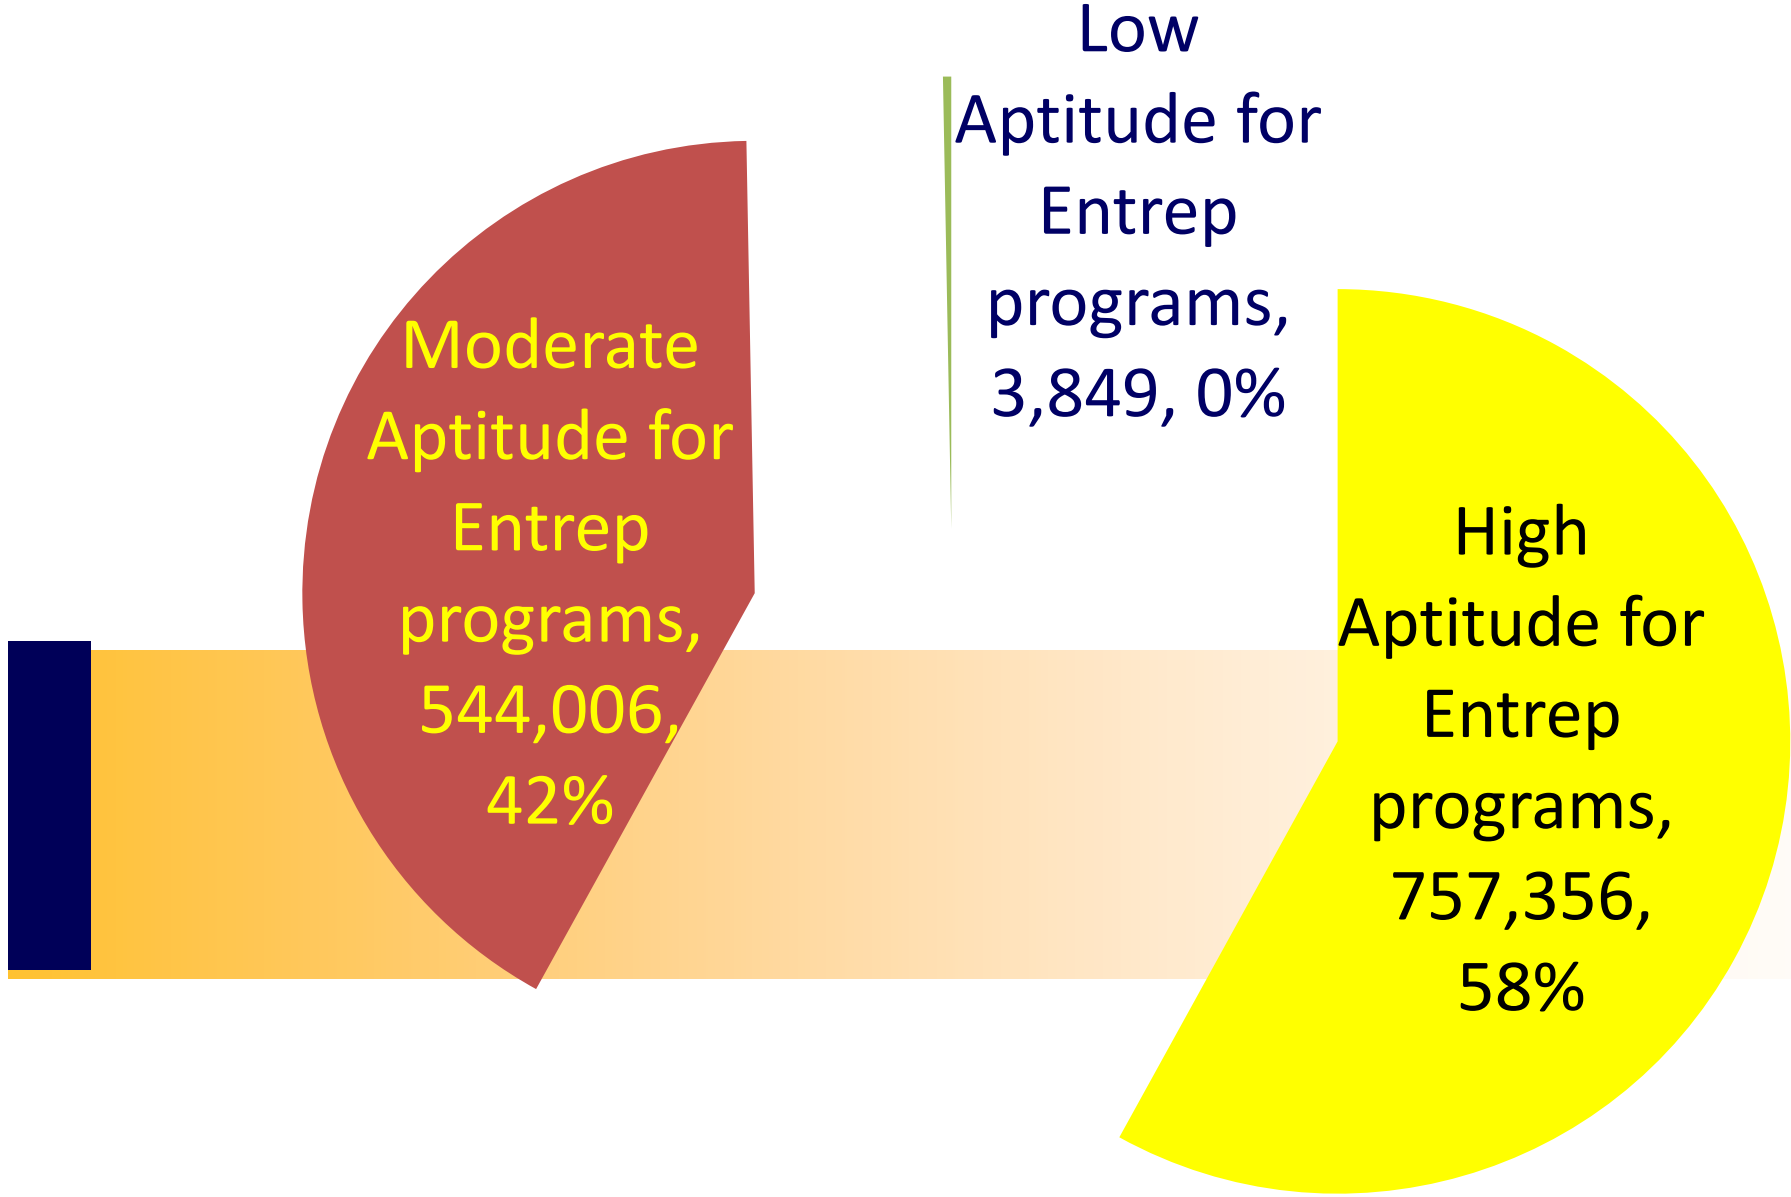 Low
Aptitude for
Entrep
programs,
3,849, 0%
Moderate
Aptitude for
Entrep
programs,
544,006,
42%
High
Aptitude for
Entrep
programs,
757,356,
58%